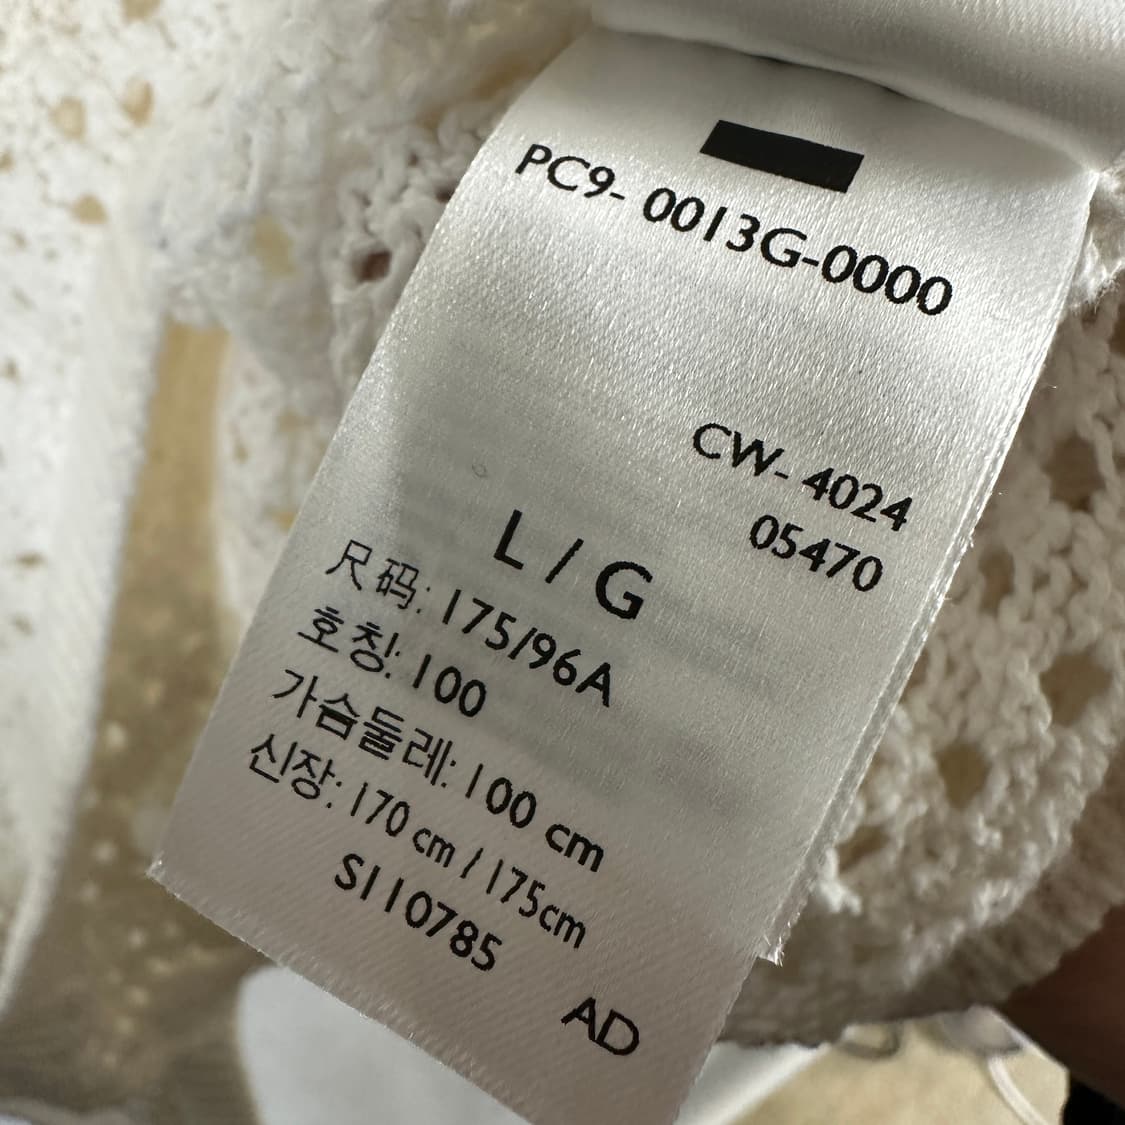 PC9- 0013G-0000
CW- 4024
05470
L / G
尺码: 175/96A
호칭: 100
가슴둘레: 100 cm
신장: 170 cm / 175cm
S110785
AD